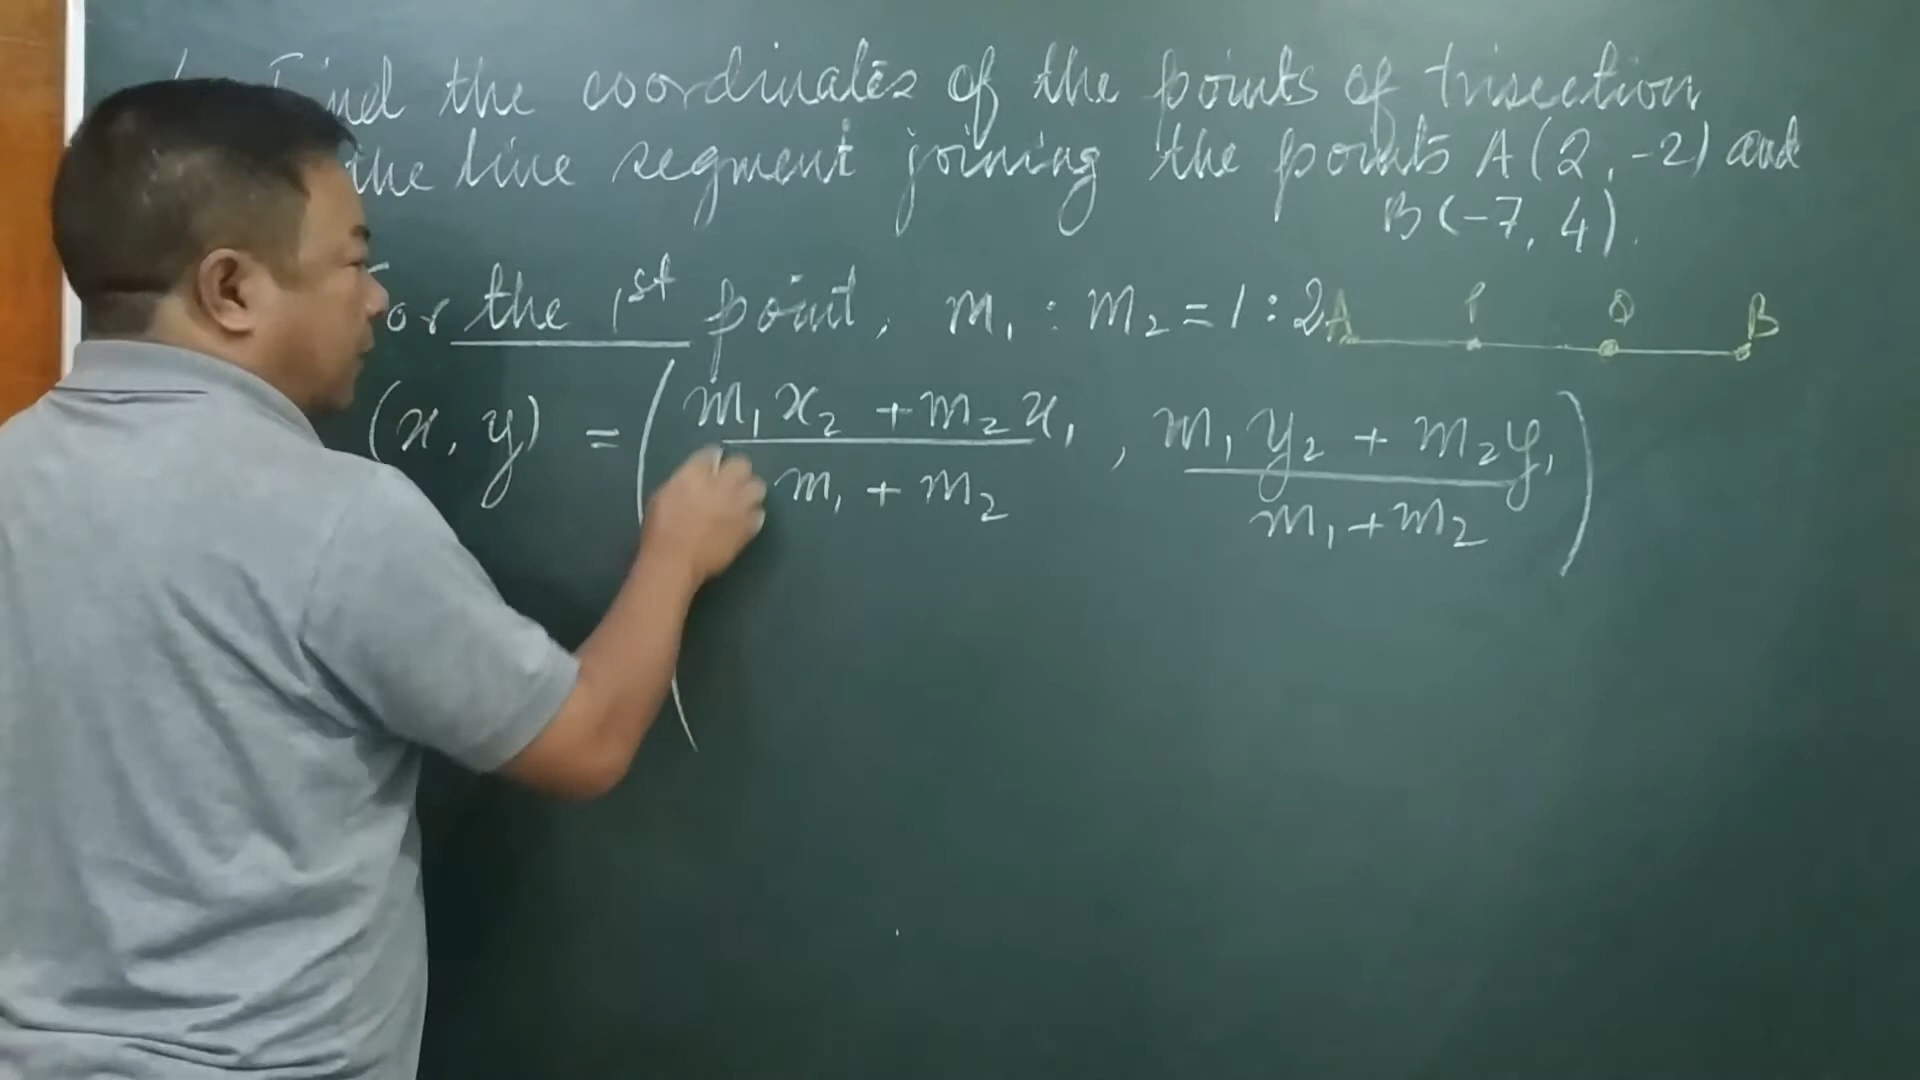 Find the coordinates of the points of trisection
the line segment joining the points A(2, -2) and
B(-7, 4).
For the 1st point, m₁ : m₂ = 1 : 2
A P Q B
(x, y) = ( m₁x₂ + m₂x₁ / m₁ + m₂ , m₁y₂ + m₂y₁ / m₁ + m₂ )
(